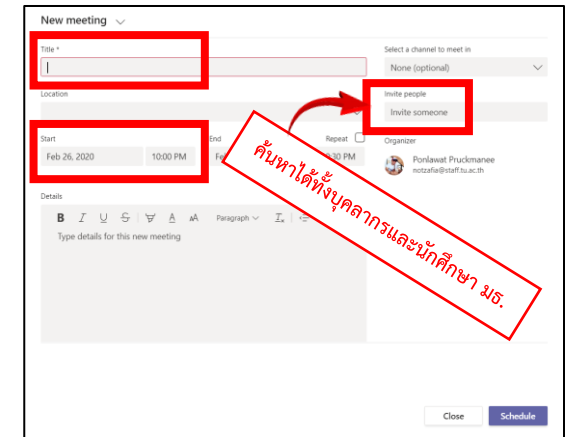 New meeting
Title *
Select a channel to meet in
None (optional)
Location
Invite people
Invite someone
Start
End
Repeat
Organizer
Feb 26, 2020
10:00 PM
Ponlawat Pruckmanee
notzafia@staff.tu.ac.th
ค้นหาได้ทั้งบุคลากรและนักศึกษา มธ.
Details
B I U S A aA Paragraph
Type details for this new meeting
Close
Schedule